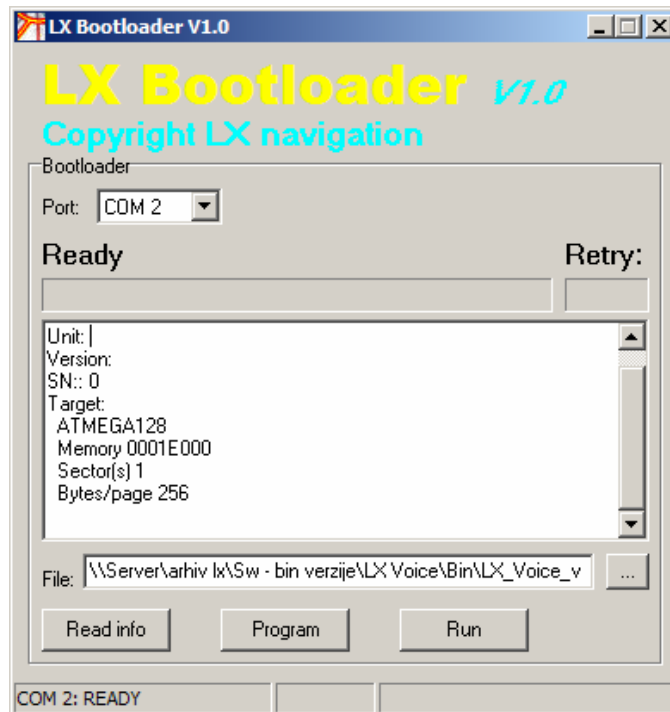 LX Bootloader V1.0
LX Bootloader V1.0
Copyright LX navigation
Bootloader
Port: COM 2
Ready Retry:
Unit:
Version:
SN:: 0
Target:
ATMEGA128
Memory 0001E000
Sector(s) 1
Bytes/page 256
File: \\Server\arhiv lx\Sw - bin verzije\LX Voice\Bin\LX_Voice_v ...
Read info Program Run
COM 2: READY